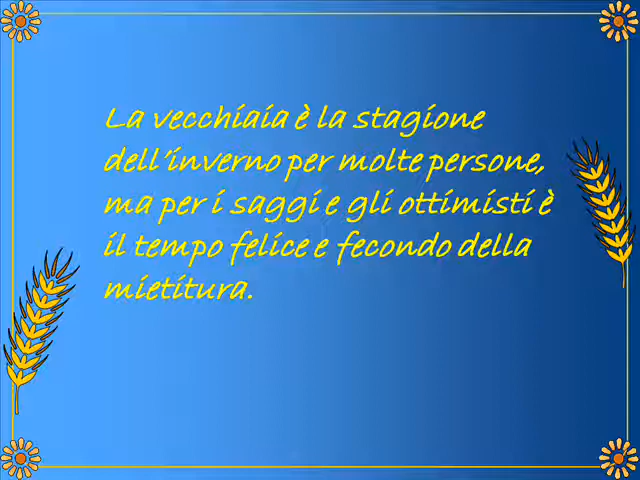 La vecchiaia è la stagione
dell'inverno per molte persone,
ma per i saggi e gli ottimisti è
il tempo felice e fecondo della
mietitura.